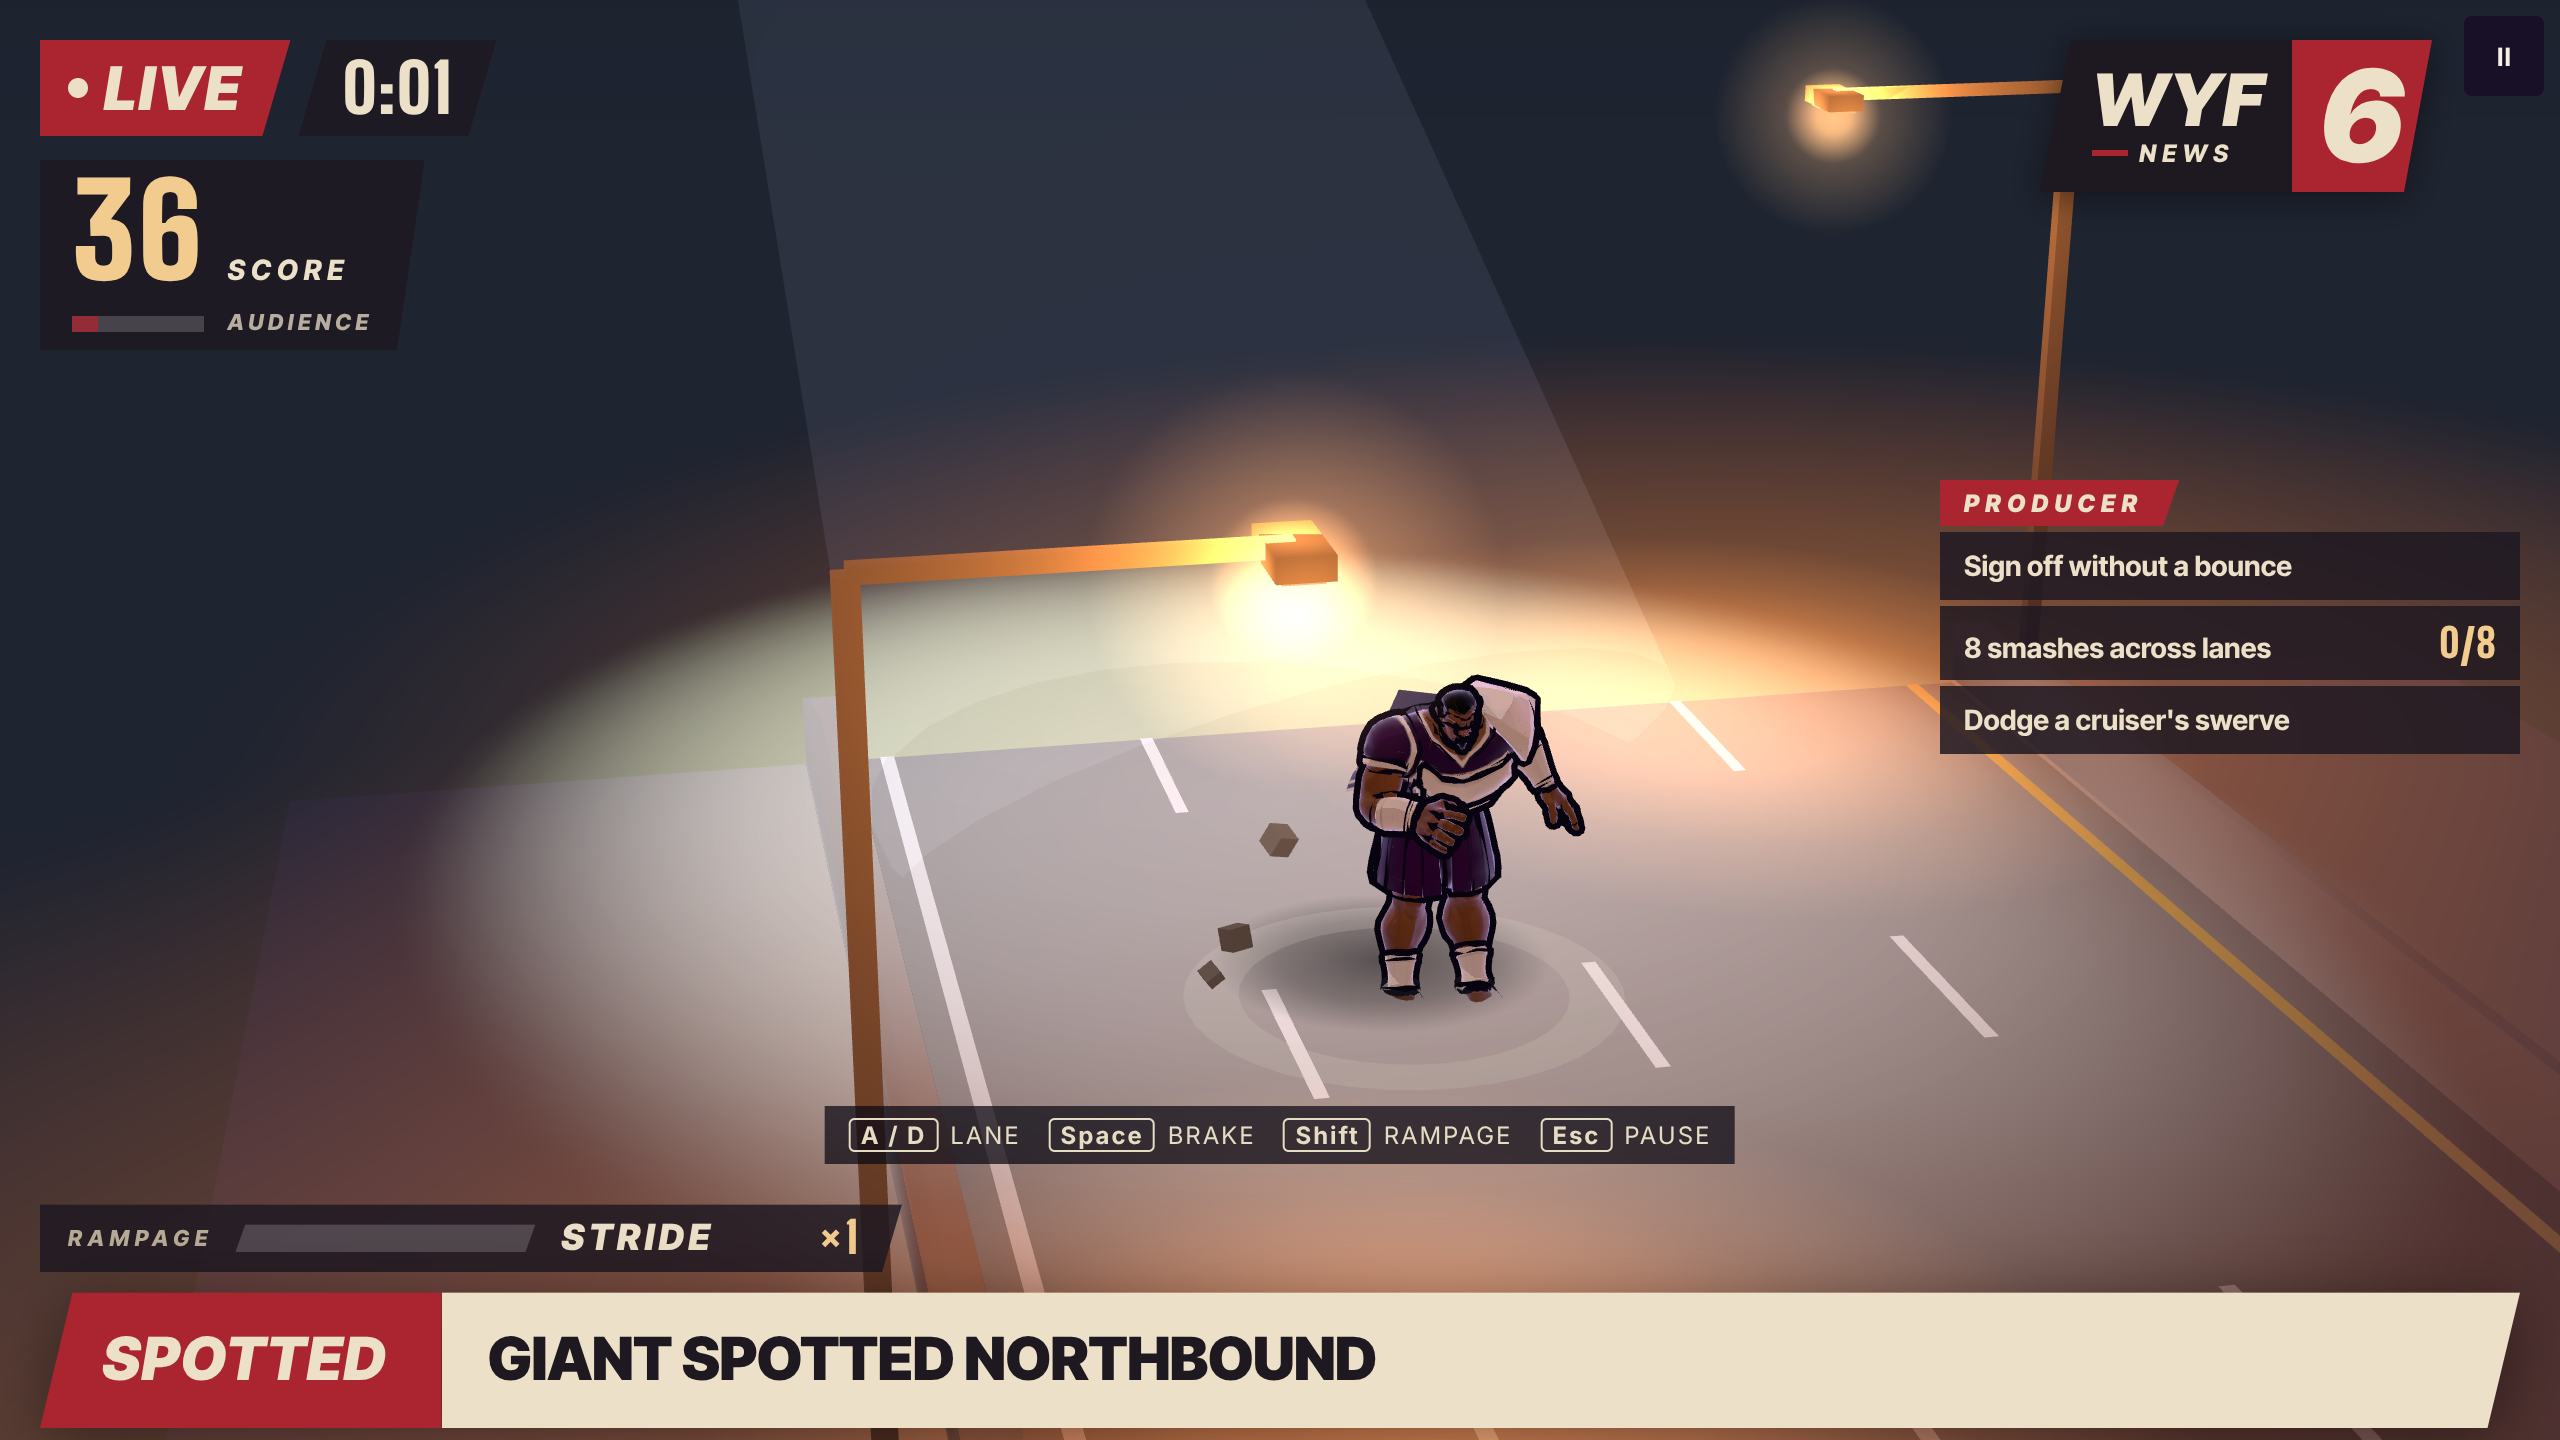 • LIVE 0:01
36 SCORE
AUDIENCE
WYF
NEWS
6
PRODUCER
Sign off without a bounce
8 smashes across lanes 0/8
Dodge a cruiser's swerve
A / D LANE Space BRAKE Shift RAMPAGE Esc PAUSE
RAMPAGE STRIDE ×1
SPOTTED GIANT SPOTTED NORTHBOUND